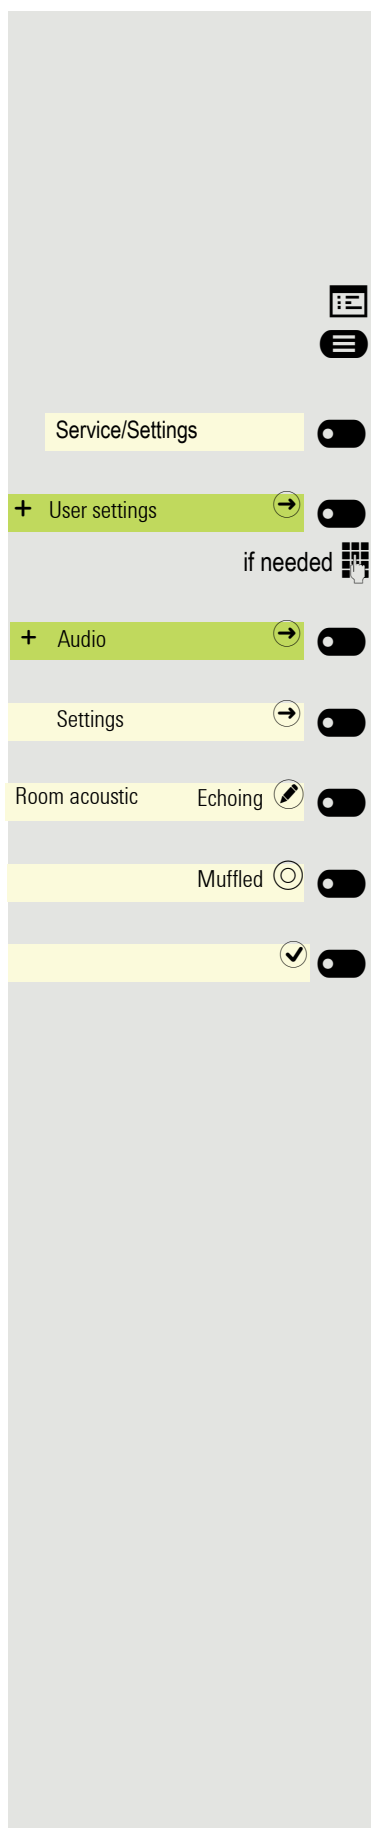 Service/Settings
+ User settings
if needed
+ Audio
Settings
Room acoustic Echoing
Muffled